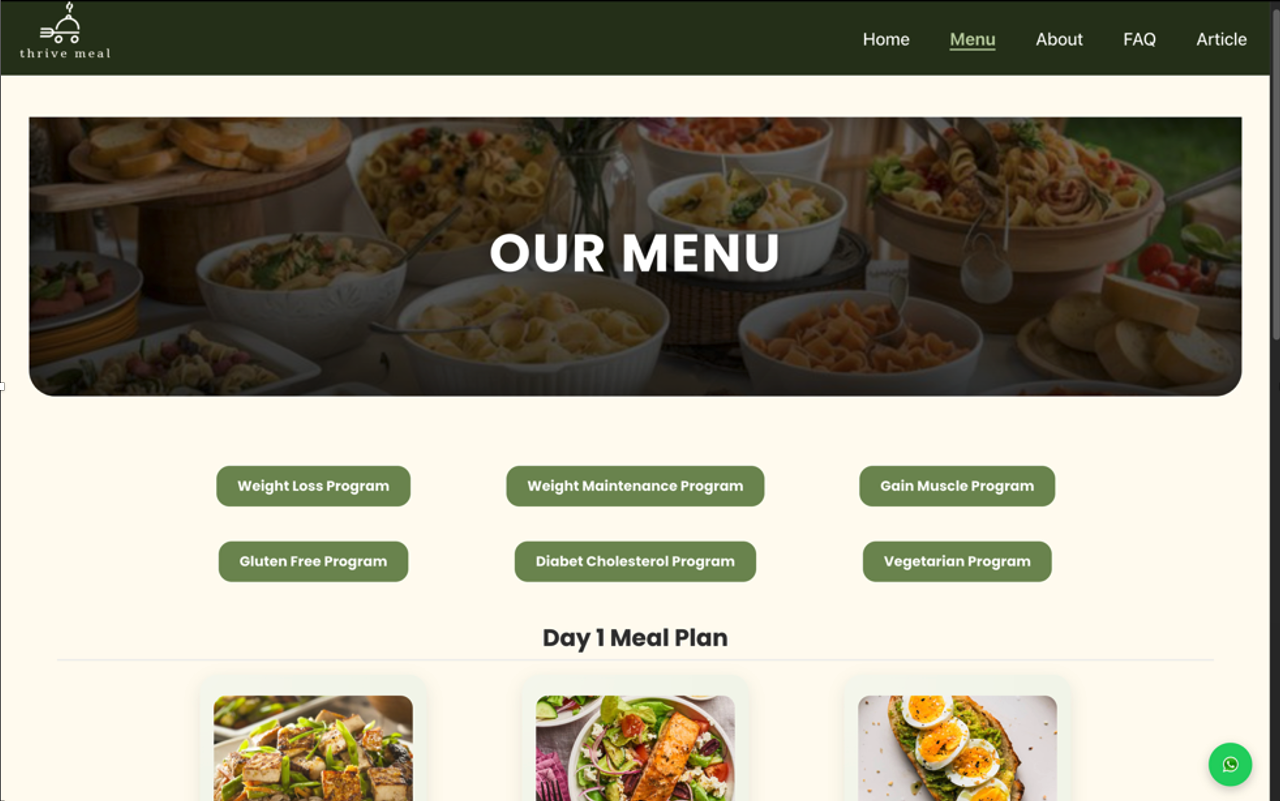 thrive meal
Home
Menu
About
FAQ
Article
OUR MENU
Weight Loss Program
Weight Maintenance Program
Gain Muscle Program
Gluten Free Program
Diabet Cholesterol Program
Vegetarian Program
Day 1 Meal Plan